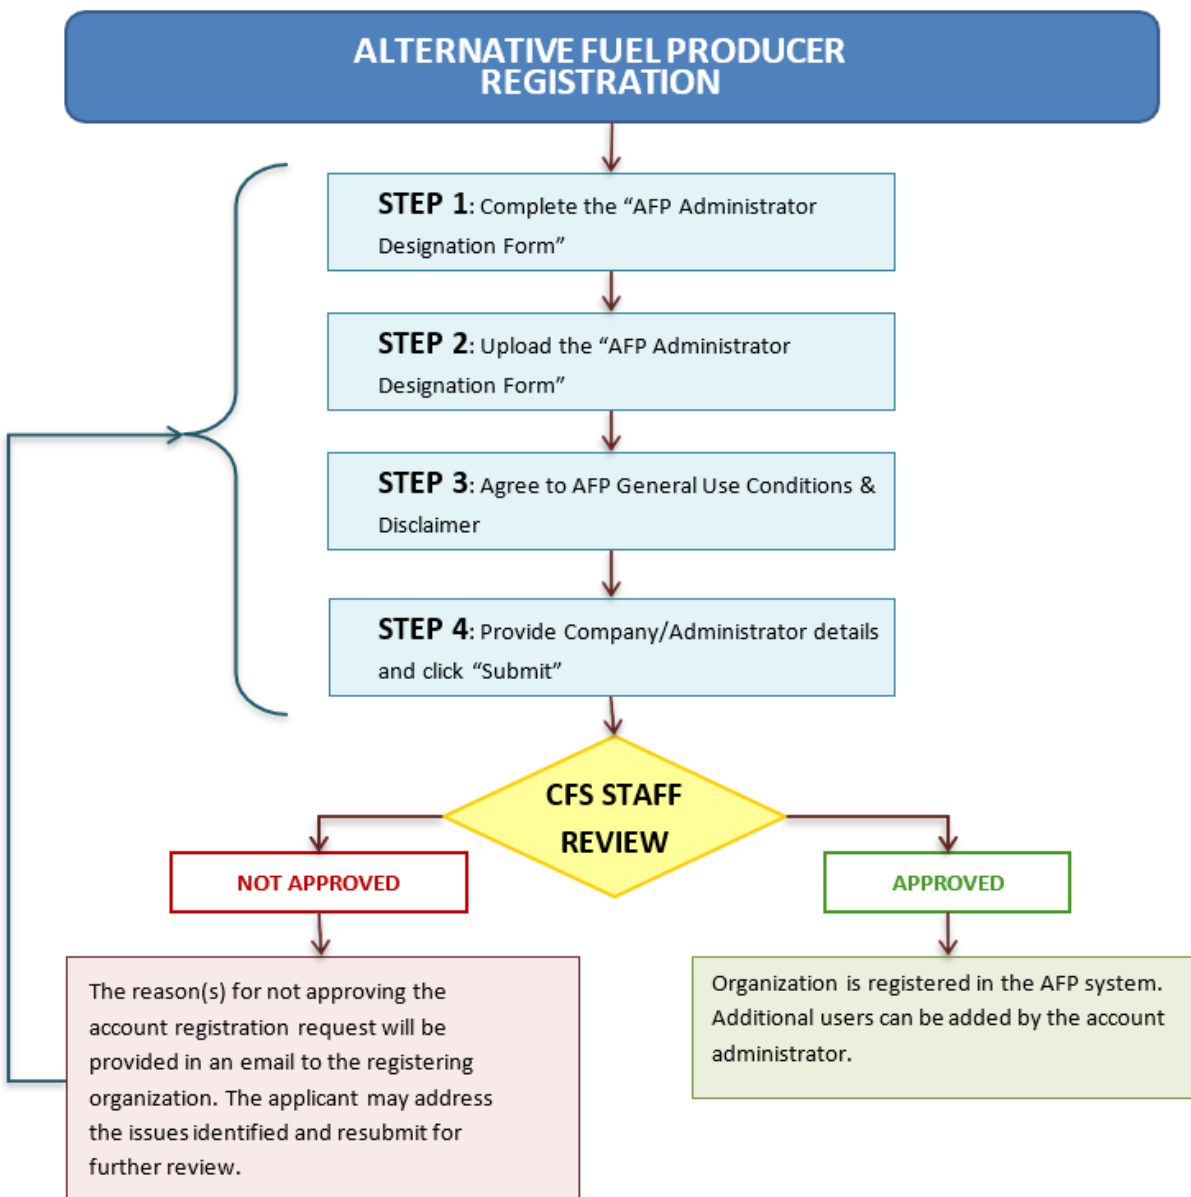 ALTERNATIVE FUEL PRODUCER
REGISTRATION
STEP 1: Complete the “AFP Administrator
Designation Form”
STEP 2: Upload the “AFP Administrator
Designation Form”
STEP 3: Agree to AFP General Use Conditions &
Disclaimer
STEP 4: Provide Company/Administrator details
and click “Submit”
CFS STAFF
REVIEW
NOT APPROVED
APPROVED
The reason(s) for not approving the
account registration request will be
provided in an email to the registering
organization. The applicant may address
the issues identified and resubmit for
further review.
Organization is registered in the AFP system.
Additional users can be added by the account
administrator.